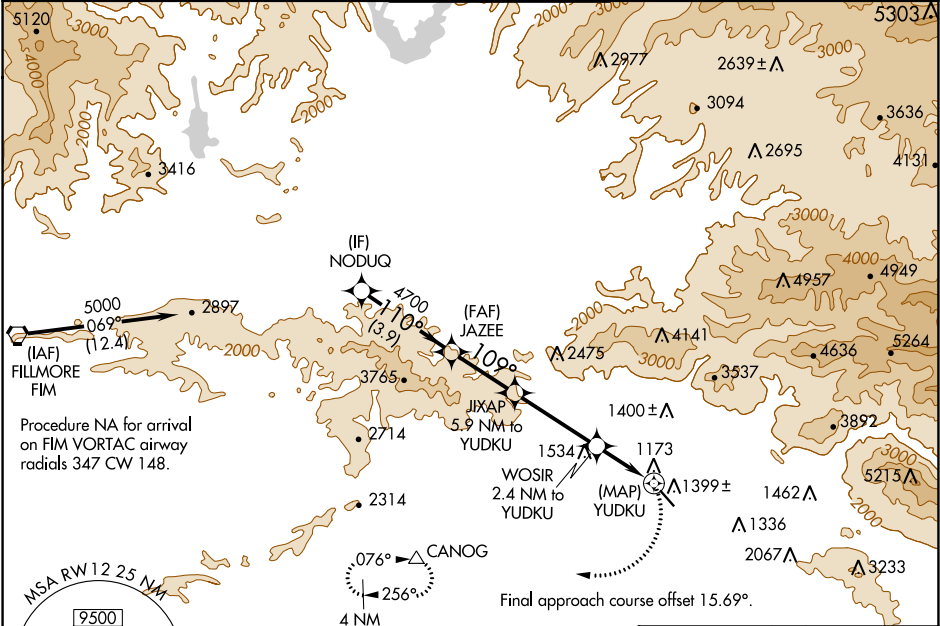 5120
4000
2000
3416
2000
2000
3000
2977
2639±
3000
5303
3094
3636
2695
4131
3000
4000
4957
4949
(IF)
NODUQ
4700
110°
(3.9)
(FAF)
JAZEE
109°
5000
069°
(12.4)
2897
(IAF)
FILLMORE
FIM
2000
3765
2000
2475
4141
3000
3537
4636
5264
JIXAP
5.9 NM to
YUDKU
1400±
3892
Procedure NA for arrival
on FIM VORTAC airway
radials 347 CW 148.
2714
1534
1173
WOSIR
2.4 NM to
YUDKU
(MAP)
YUDKU
1399±
1462
3000
5215
2000
2314
1336
2067
3233
076°
CANOG
256°
4 NM
Final approach course offset 15.69°.
MSA RW12 25 NM
9500